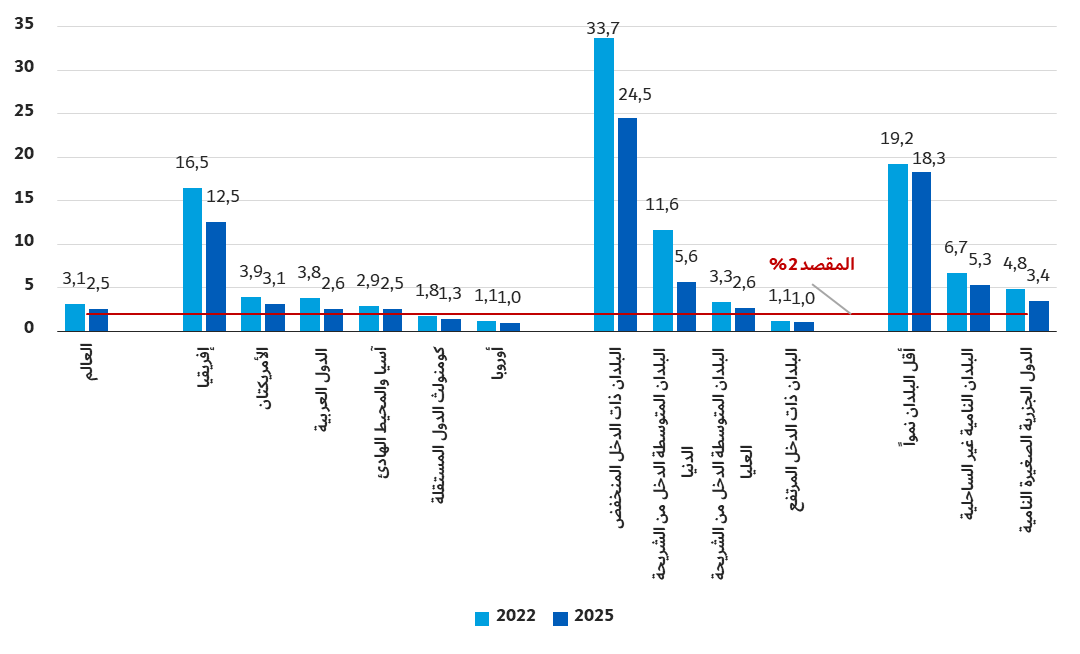 35
30
25
20
15
10
5
0
3,1 2,5
16,5 12,5
3,9 3,1
3,8 2,6
2,9 2,5
1,8 1,3
1,1 1,0
33,7 24,5
11,6 5,6
3,3 2,6
1,1 1,0
19,2 18,3
6,7 5,3
4,8 3,4
المقصد 2%
العالم
إفريقيا
الأمريكتان
الدول العربية
آسيا والمحيط الهادئ
كومنولث الدول المستقلة
أوروبا
البلدان ذات الدخل المنخفض
البلدان المتوسطة الدخل من الشريحة
الدنيا
البلدان المتوسطة الدخل من الشريحة
العليا
البلدان ذات الدخل المرتفع
أقل البلدان نمواً
البلدان النامية غير الساحلية
الدول الجزرية الصغيرة النامية
2022 2025